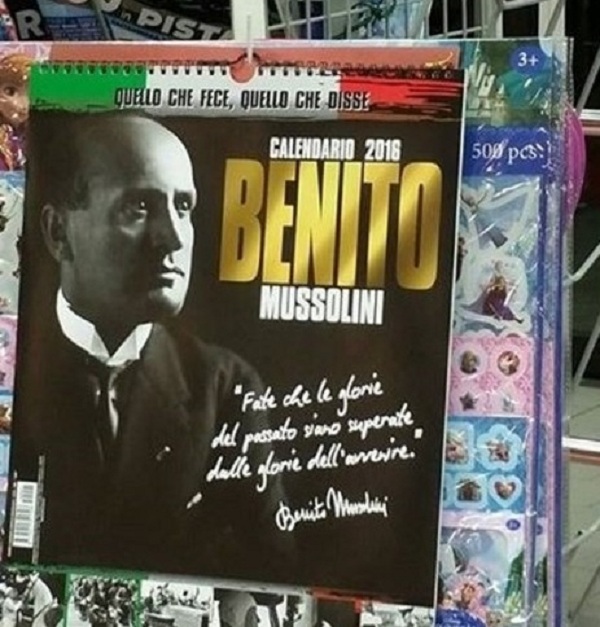 R
PIST
3+
500 pcs.
QUELLO CHE FECE, QUELLO CHE DISSE
CALENDARIO 2016
BENITO
MUSSOLINI
"Fate che le glorie
del passato siano superate
dalle glorie dell'avvenire."
Benito Mussolini